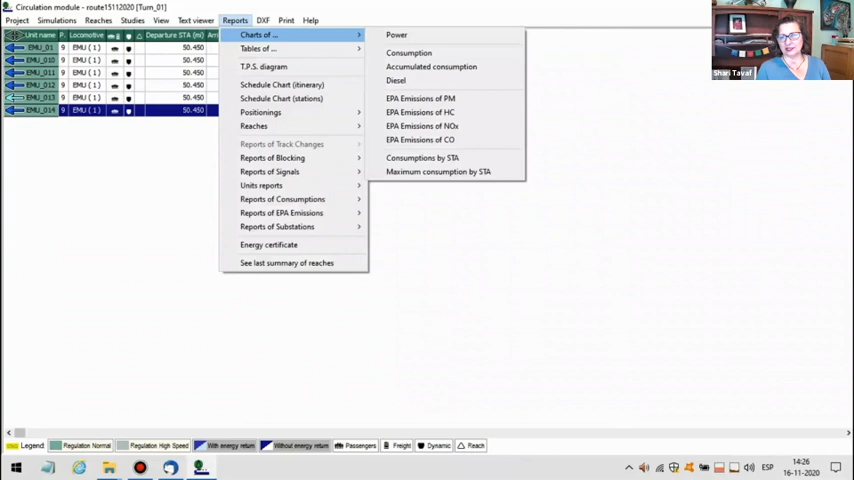 Circulation module - route15112020 [Turn_01]
Project Simulations Reaches Studies Text viewer Reports DXF Print Help
Unit name P. Locomotive Departure STA (mi)
EMU_01 9 EMU ( 1 ) 50.450
EMU_010 9 EMU ( 1 ) 50.450
EMU_011 9 EMU ( 1 ) 50.450
EMU_012 9 EMU ( 1 ) 50.450
EMU_013 9 EMU ( 1 ) 50.450
EMU_014 9 EMU ( 1 ) 50.450
Charts of ...
Tables of ...
T.P.S. diagram
Schedule Chart (itinerary)
Schedule Chart (stations)
Positionings
Reaches
Reports of Track Changes
Reports of Blocking
Reports of Signals
Units reports
Reports of Consumptions
Reports of EPA Emissions
Reports of Substations
Energy certificate
See last summary of reaches
Power
Consumption
Accumulated consumption
Diesel
EPA Emissions of PM
EPA Emissions of HC
EPA Emissions of NOx
EPA Emissions of CO
Consumptions by STA
Maximum consumption by STA
Shari Tavaf
Legend: Regulation Normal Regulation High Speed With energy return Without energy return Passengers Freight Dynamic Reach
ESP
14:26
16-11-2020